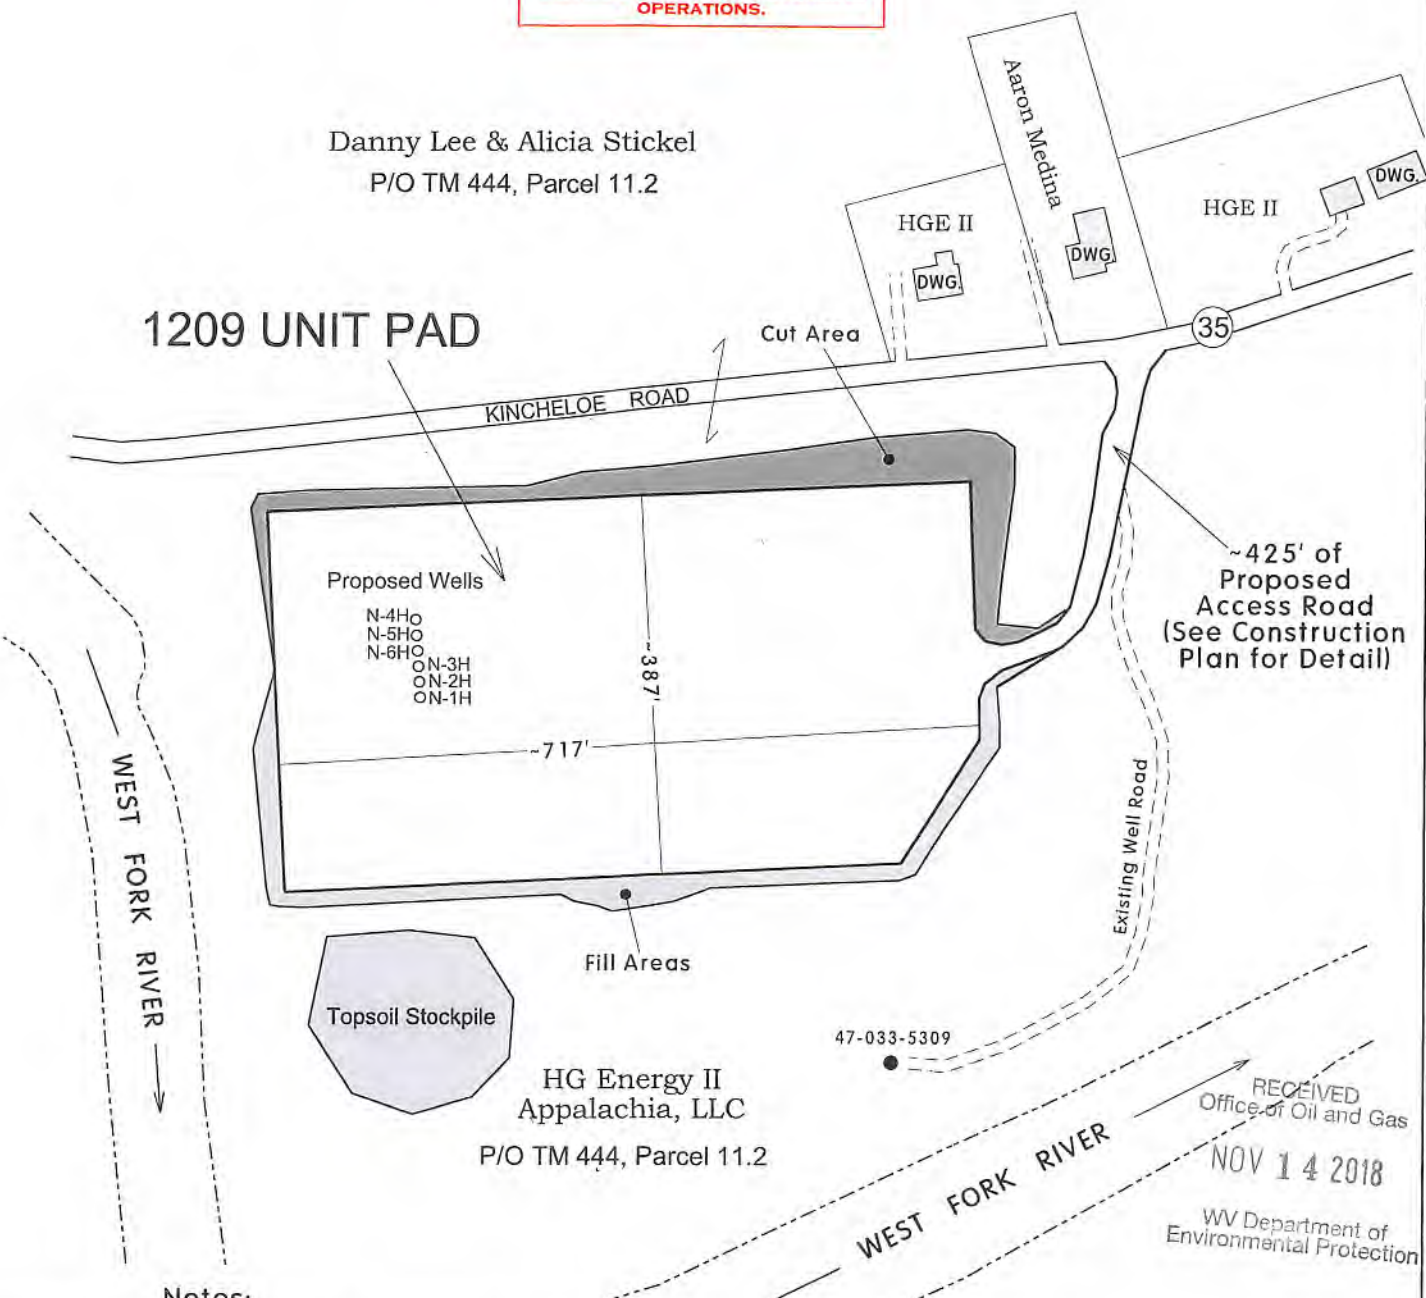 OPERATIONS.
Aaron Medina
Danny Lee & Alicia Stickel
P/O TM 444, Parcel 11.2
HGE II
DWG.
DWG.
HGE II
DWG.
1209 UNIT PAD
Cut Area
35
KINCHELOE ROAD
Proposed Wells
N-4H
N-5H
N-6H
N-3H
N-2H
N-1H
~387'
~717'
~425' of
Proposed
Access Road
(See Construction
Plan for Detail)
WEST FORK RIVER
Existing Well Road
Fill Areas
Topsoil Stockpile
47-033-5309
HG Energy II
Appalachia, LLC
P/O TM 444, Parcel 11.2
WEST FORK RIVER
RECEIVED
Office of Oil and Gas
NOV 14 2018
WV Department of
Environmental Protection
Notes: